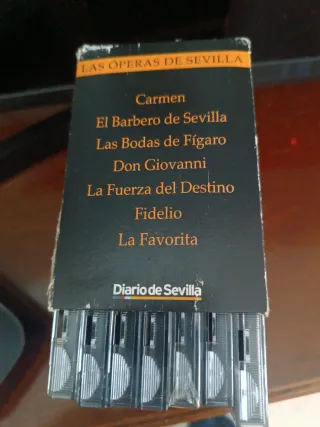 LAS ÓPERAS DE SEVILLA
Carmen
El Barbero de Sevilla
Las Bodas de Fígaro
Don Giovanni
La Fuerza del Destino
Fidelio
La Favorita
Diario de Sevilla